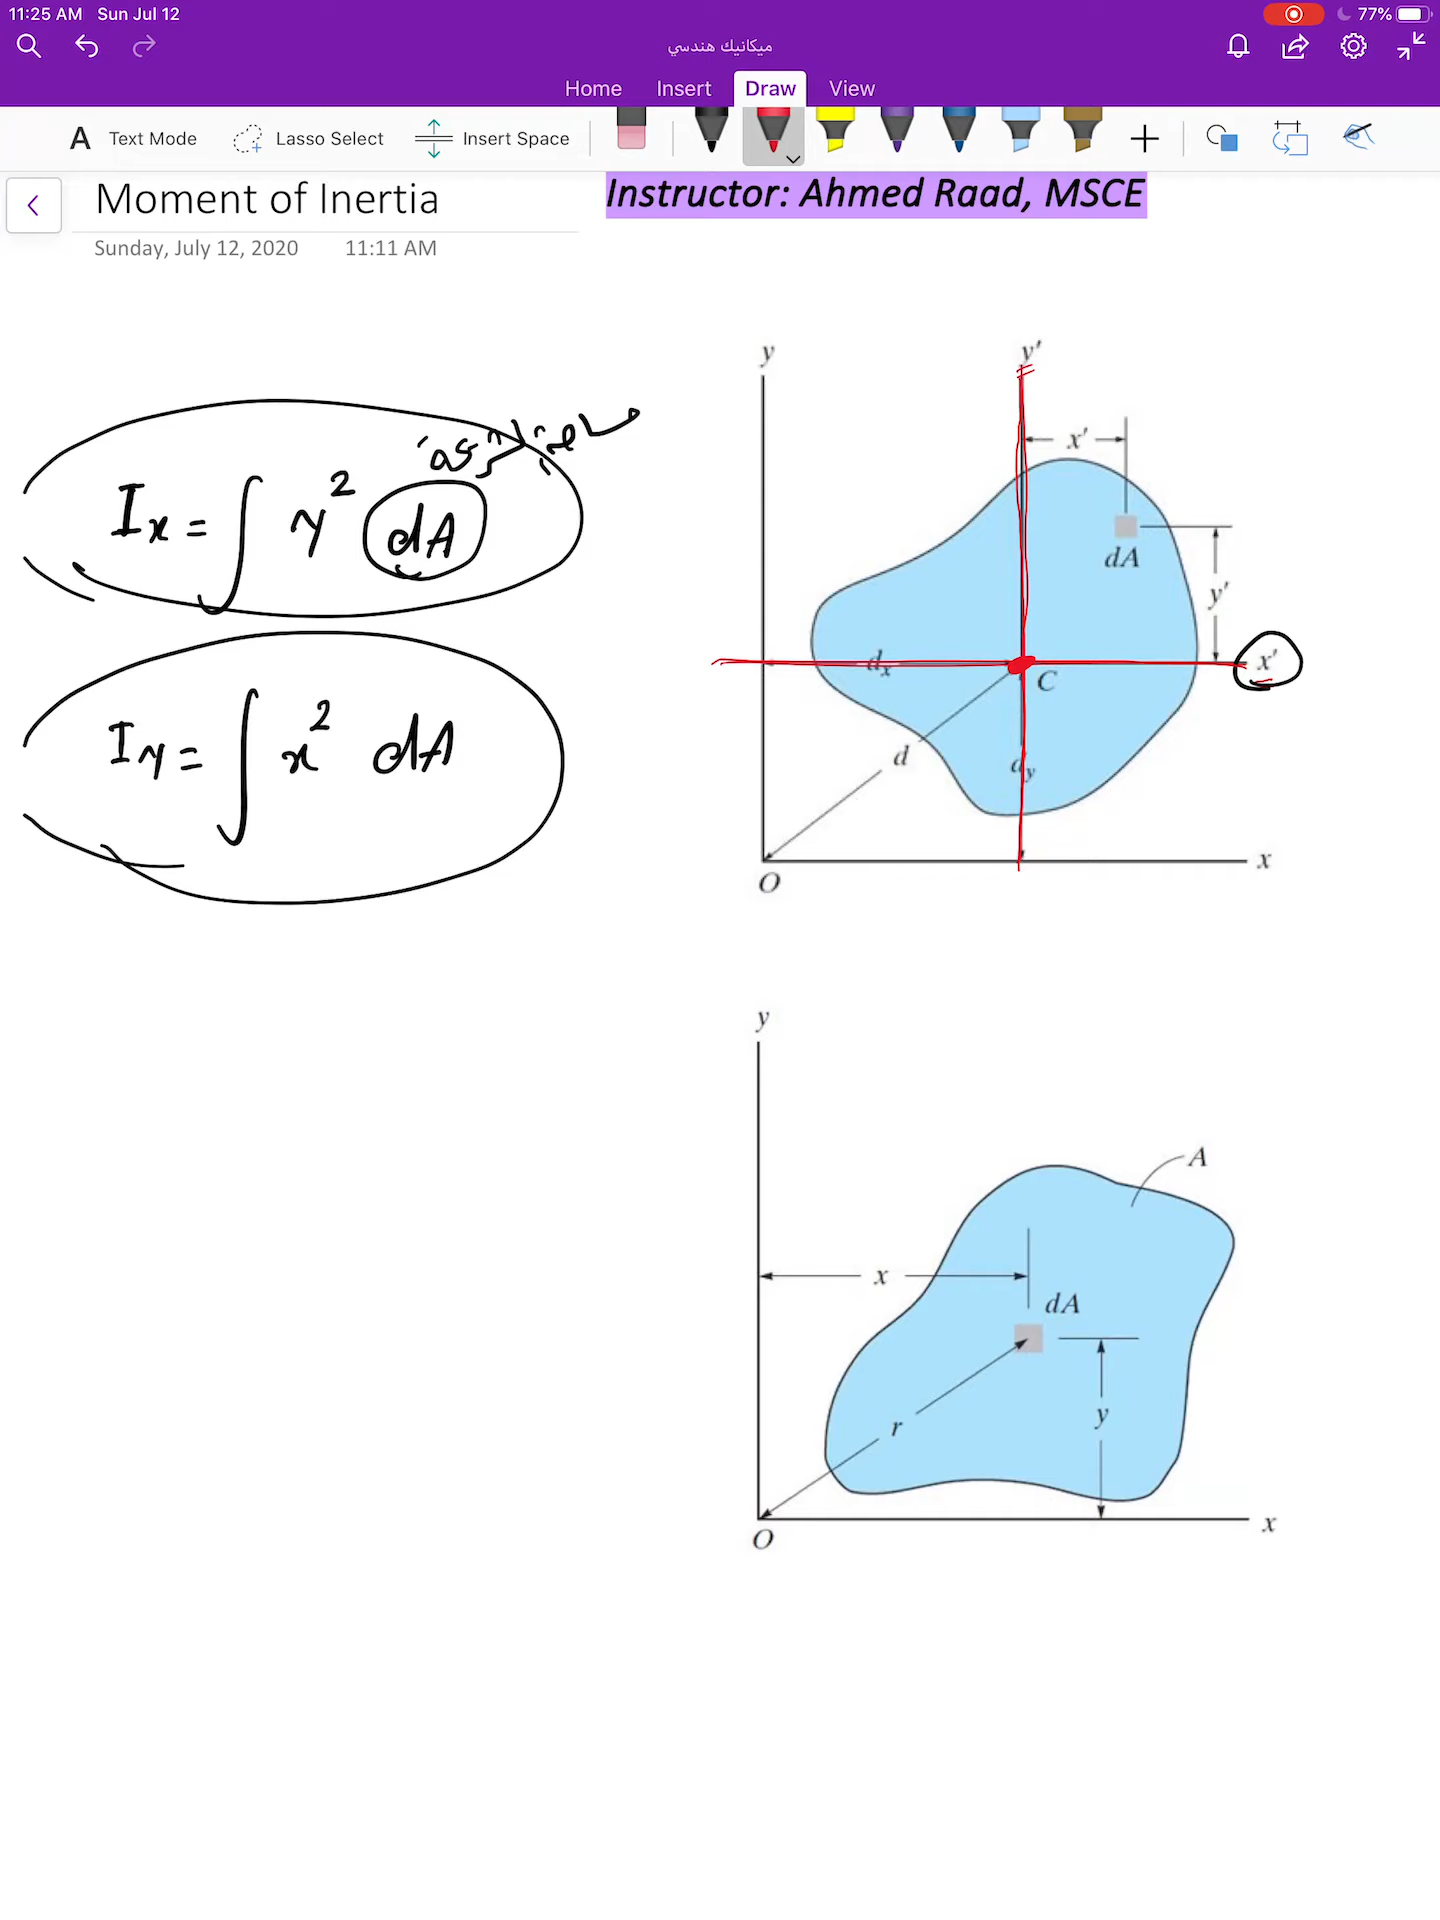 11:25 AM Sun Jul 12 77%
ميكانيك هندسي
Home Insert Draw View
A Text Mode Lasso Select Insert Space
Moment of Inertia
Instructor: Ahmed Raad, MSCE
Sunday, July 12, 2020 11:11 AM
Ix = ∫ y² dA
Iy = ∫ x² dA
y
y'
x'
dA
y'
dx
x'
C
d
dy
x
O
y
A
x
dA
r
y
x
O